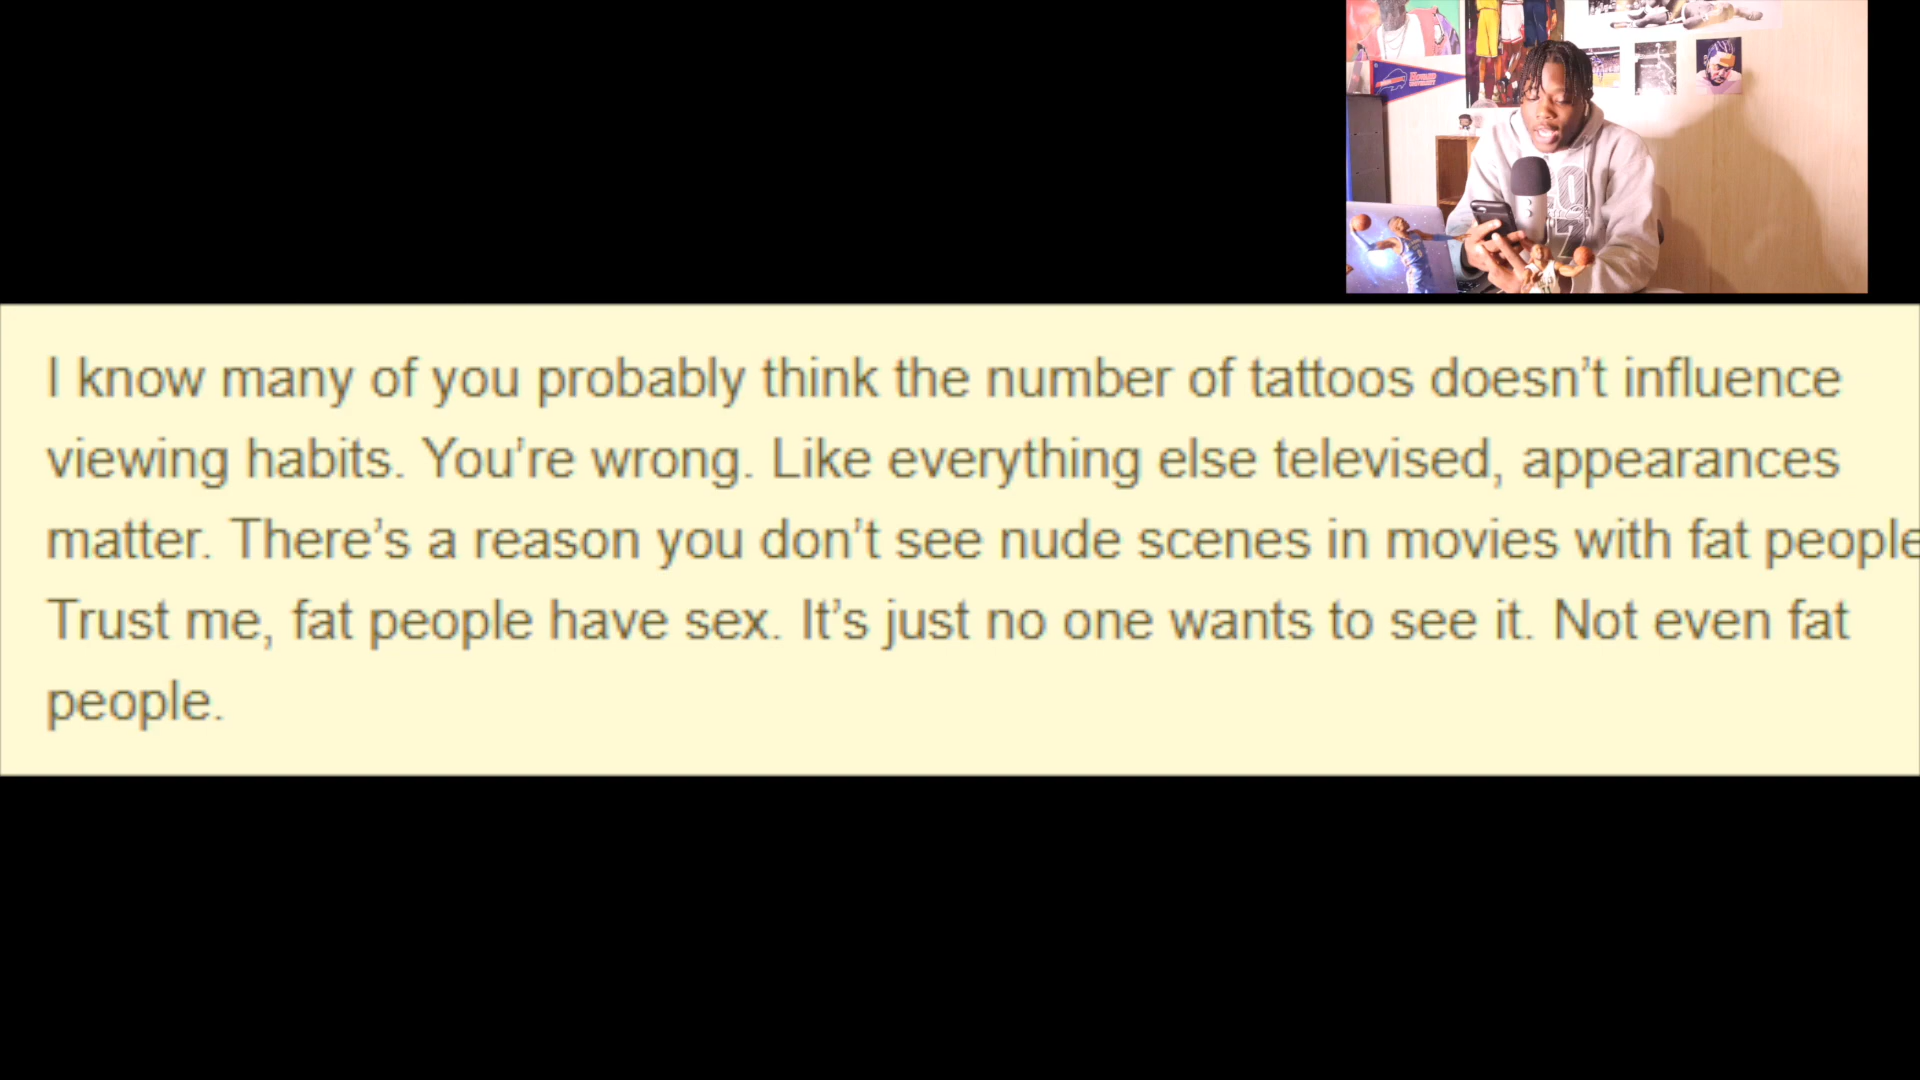 I know many of you probably think the number of tattoos doesn’t influence
viewing habits. You’re wrong. Like everything else televised, appearances
matter. There’s a reason you don’t see nude scenes in movies with fat people
Trust me, fat people have sex. It’s just no one wants to see it. Not even fat
people.